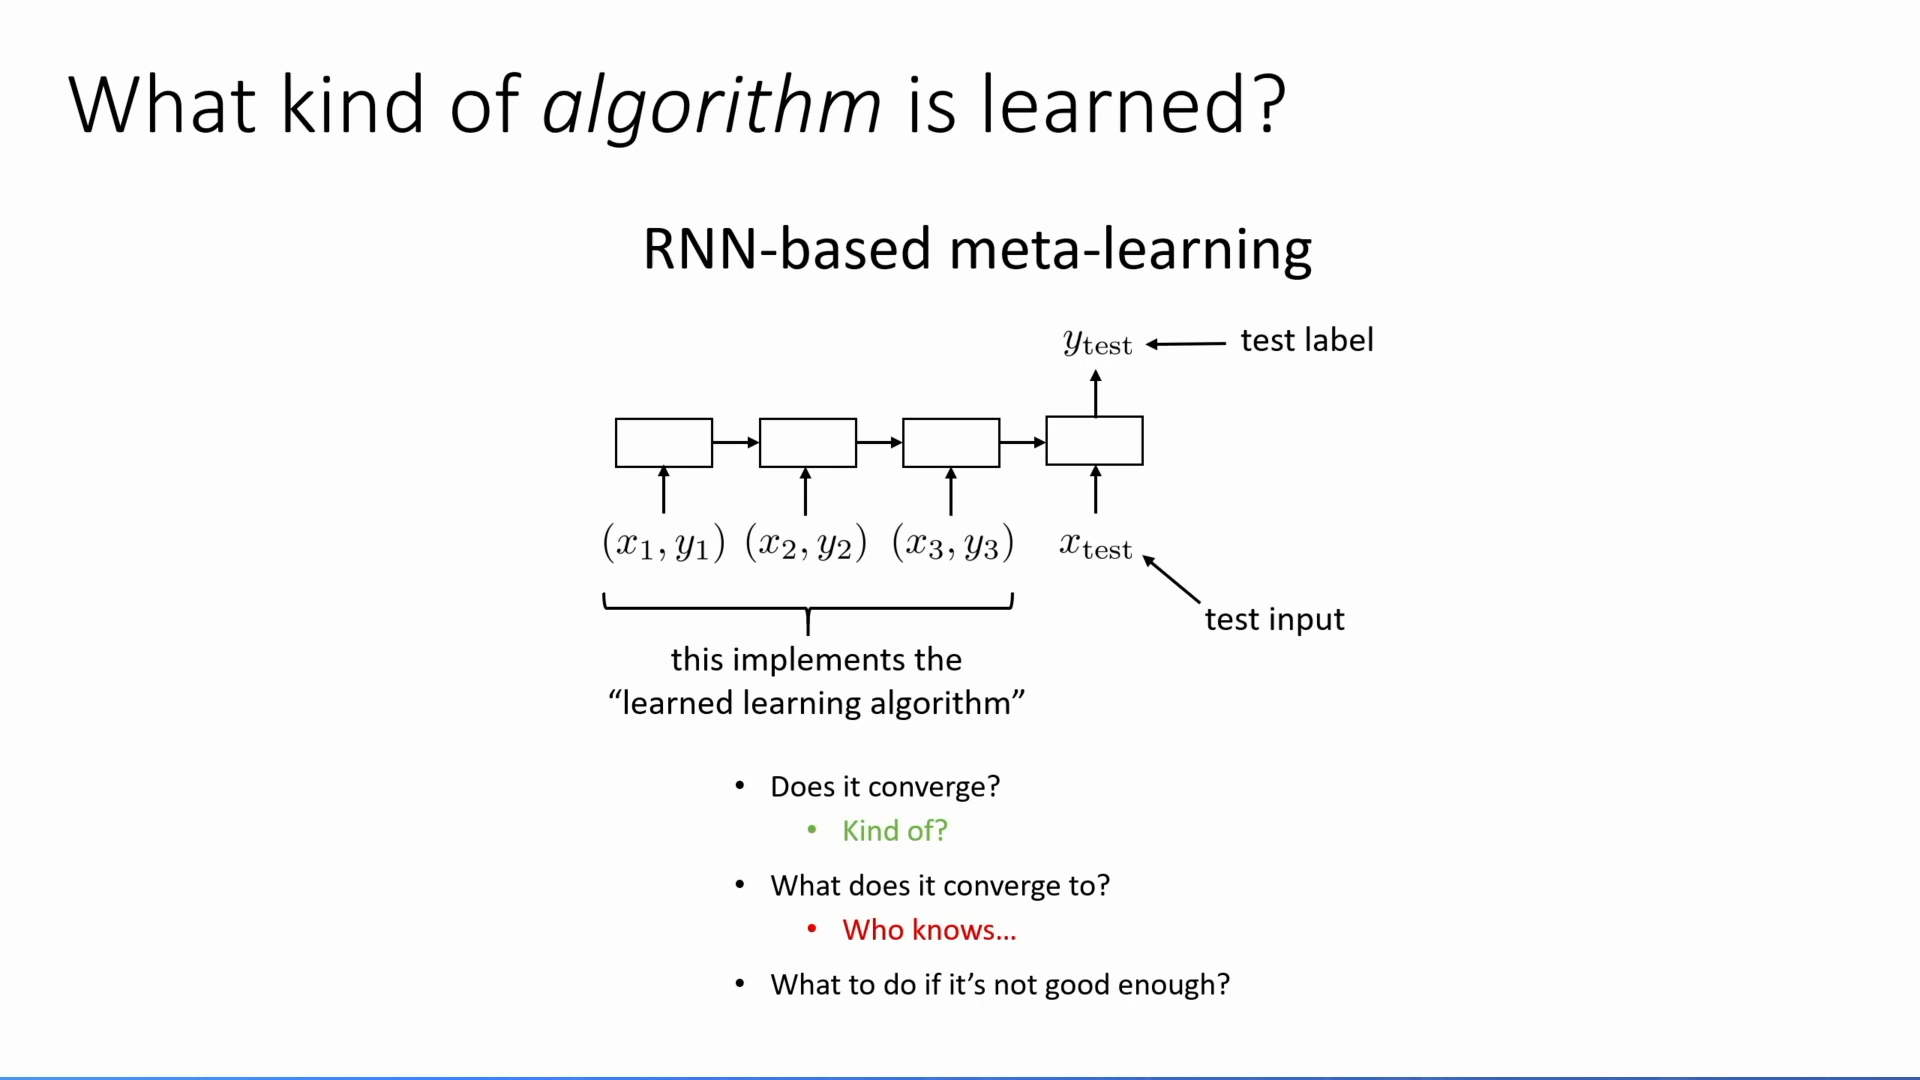 What kind of algorithm is learned?
RNN-based meta-learning
y_test
test label
(x_1, y_1) (x_2, y_2) (x_3, y_3) x_test
test input
this implements the
“learned learning algorithm”
• Does it converge?
• Kind of?
• What does it converge to?
• Who knows...
• What to do if it’s not good enough?